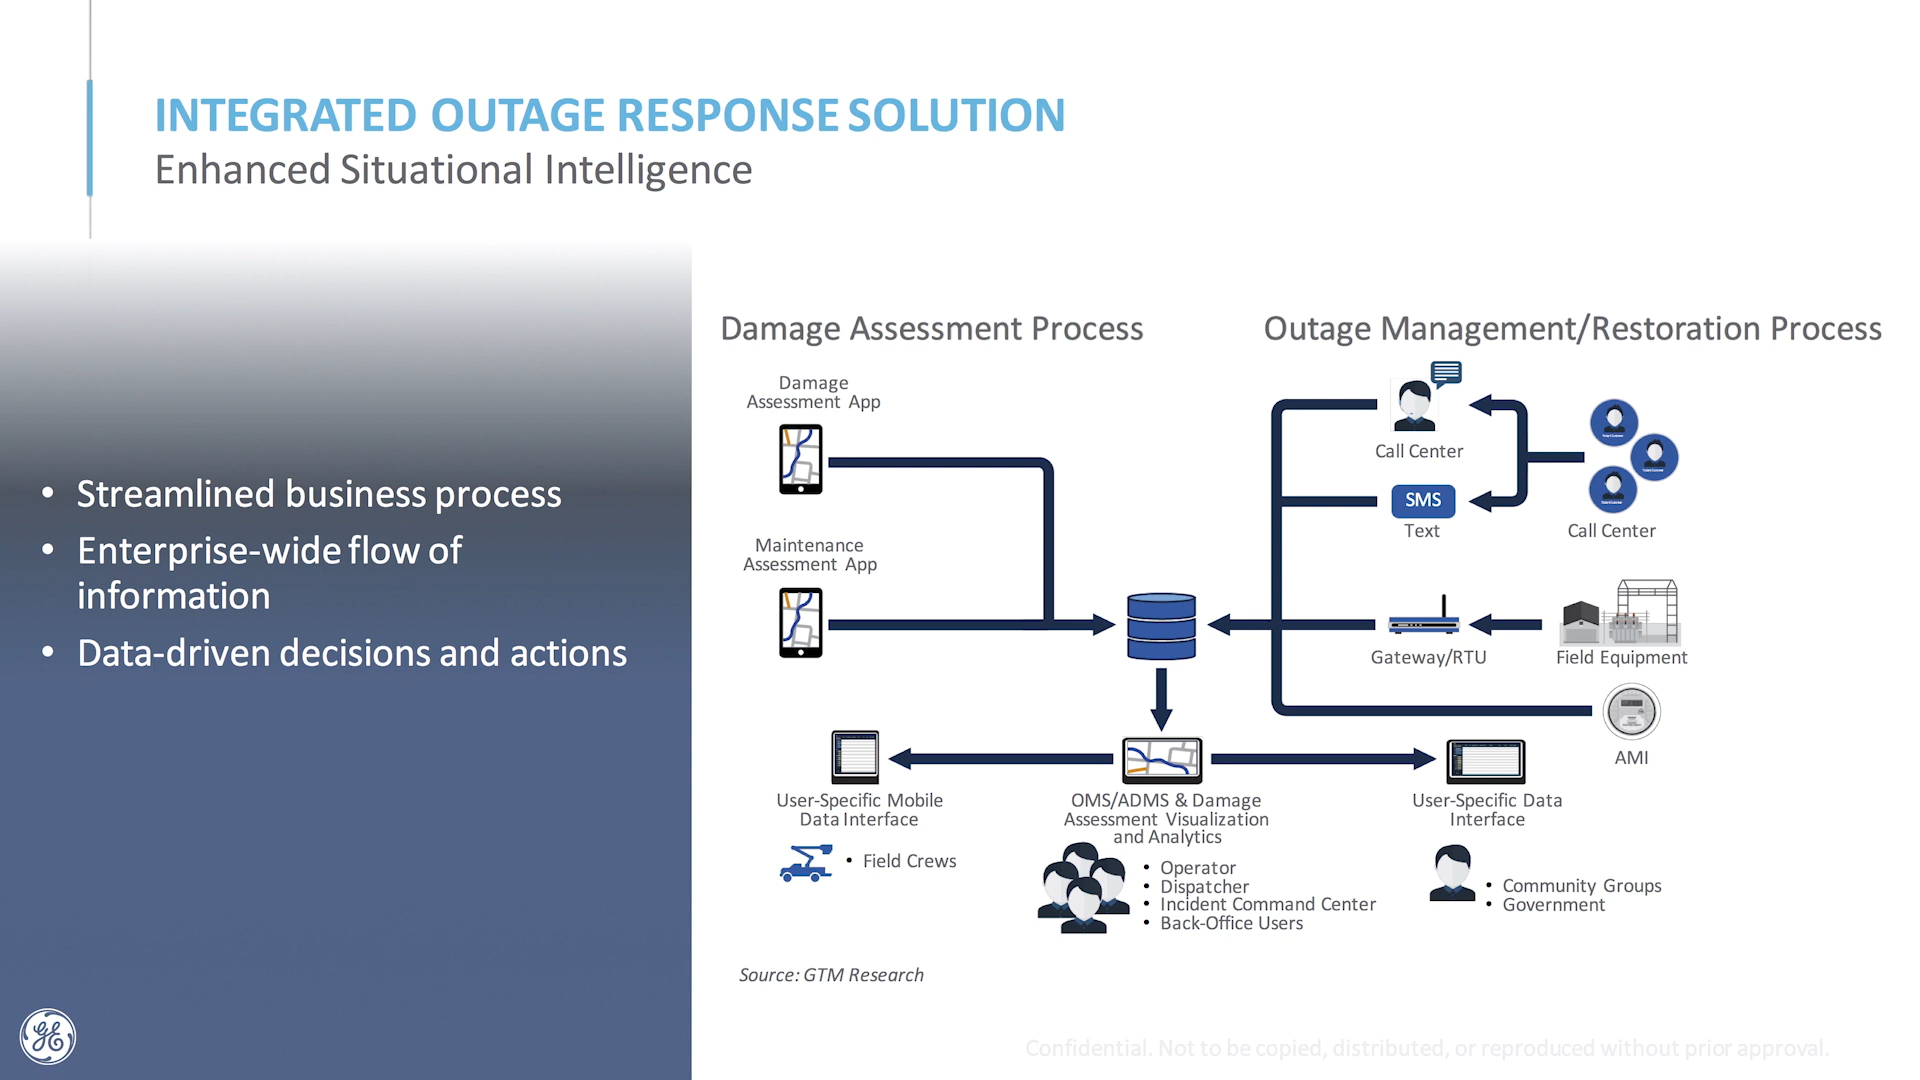 INTEGRATED OUTAGE RESPONSE SOLUTION
Enhanced Situational Intelligence
• Streamlined business process
• Enterprise-wide flow of
information
• Data-driven decisions and actions
Damage Assessment Process
Damage
Assessment App
Maintenance
Assessment App
Outage Management/Restoration Process
Call Center
SMS
Text
Call Center
Gateway/RTU
Field Equipment
AMI
User-Specific Mobile
Data Interface
• Field Crews
OMS/ADMS & Damage
Assessment Visualization
and Analytics
• Operator
• Dispatcher
• Incident Command Center
• Back-Office Users
User-Specific Data
Interface
• Community Groups
• Government
Source: GTM Research
GE
Confidential. Not to be copied, distributed, or reproduced without prior approval.